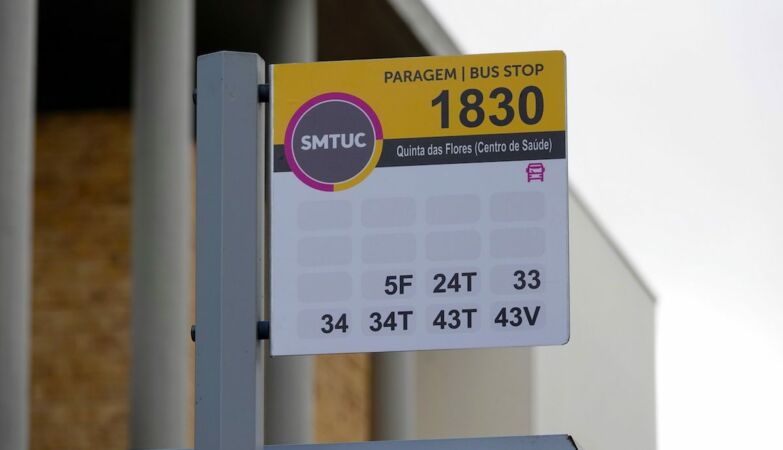 PARAGEM | BUS STOP
1830
SMTUC
Quinta das Flores (Centro de Saúde)
5F 24T 33
34 34T 43T 43V